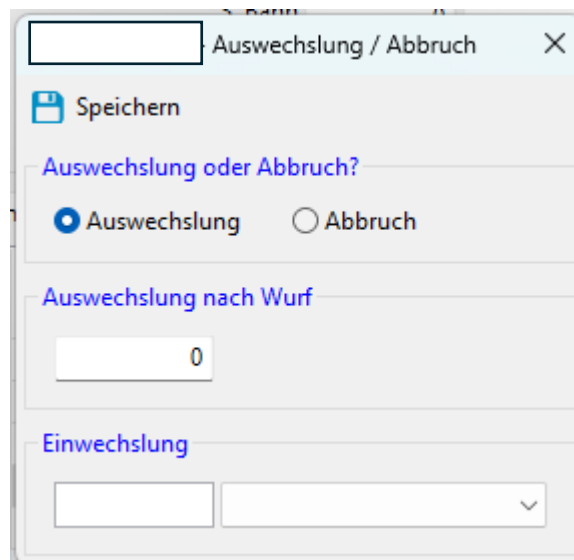 - Auswechslung / Abbruch
Speichern
Auswechslung oder Abbruch?
Auswechslung
Abbruch
Auswechslung nach Wurf
0
Einwechslung